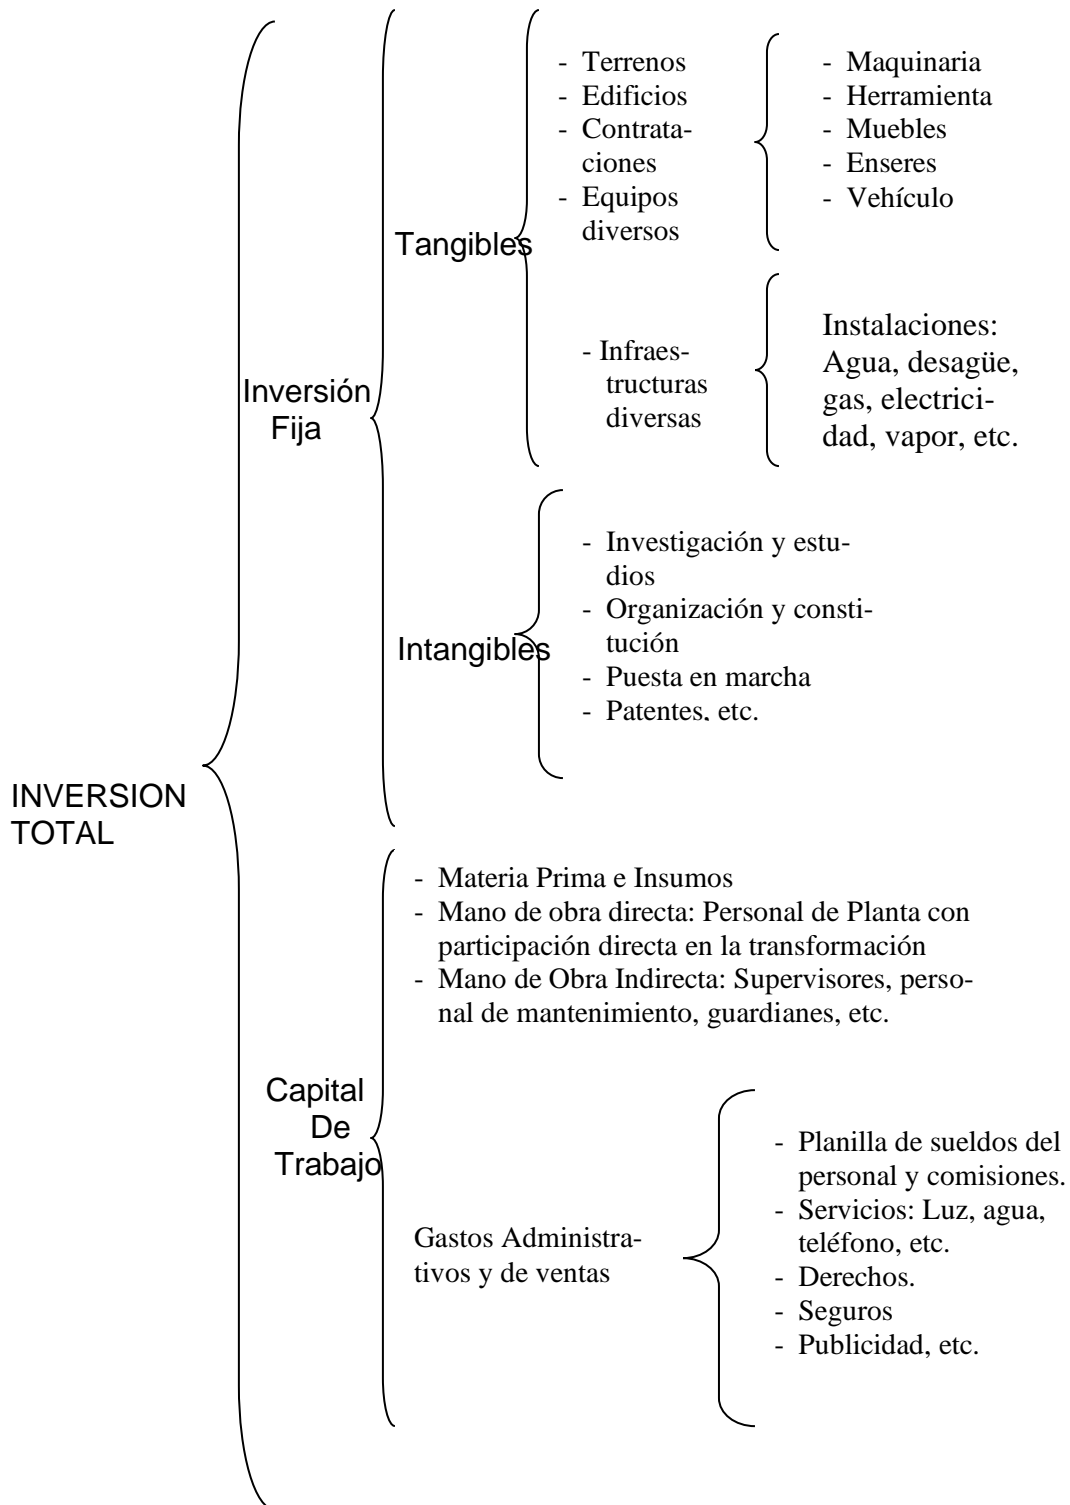 INVERSION
TOTAL
Inversión
Fija
Tangibles
- Terrenos
- Edificios
- Contrata-
ciones
- Equipos
diversos
- Maquinaria
- Herramienta
- Muebles
- Enseres
- Vehículo
- Infraes-
tructuras
diversas
Instalaciones:
Agua, desagüe,
gas, electrici-
dad, vapor, etc.
Intangibles
- Investigación y estu-
dios
- Organización y consti-
tución
- Puesta en marcha
- Patentes, etc.
Capital
De
Trabajo
- Materia Prima e Insumos
- Mano de obra directa: Personal de Planta con
participación directa en la transformación
- Mano de Obra Indirecta: Supervisores, perso-
nal de mantenimiento, guardianes, etc.
Gastos Administra-
tivos y de ventas
- Planilla de sueldos del
personal y comisiones.
- Servicios: Luz, agua,
teléfono, etc.
- Derechos.
- Seguros
- Publicidad, etc.